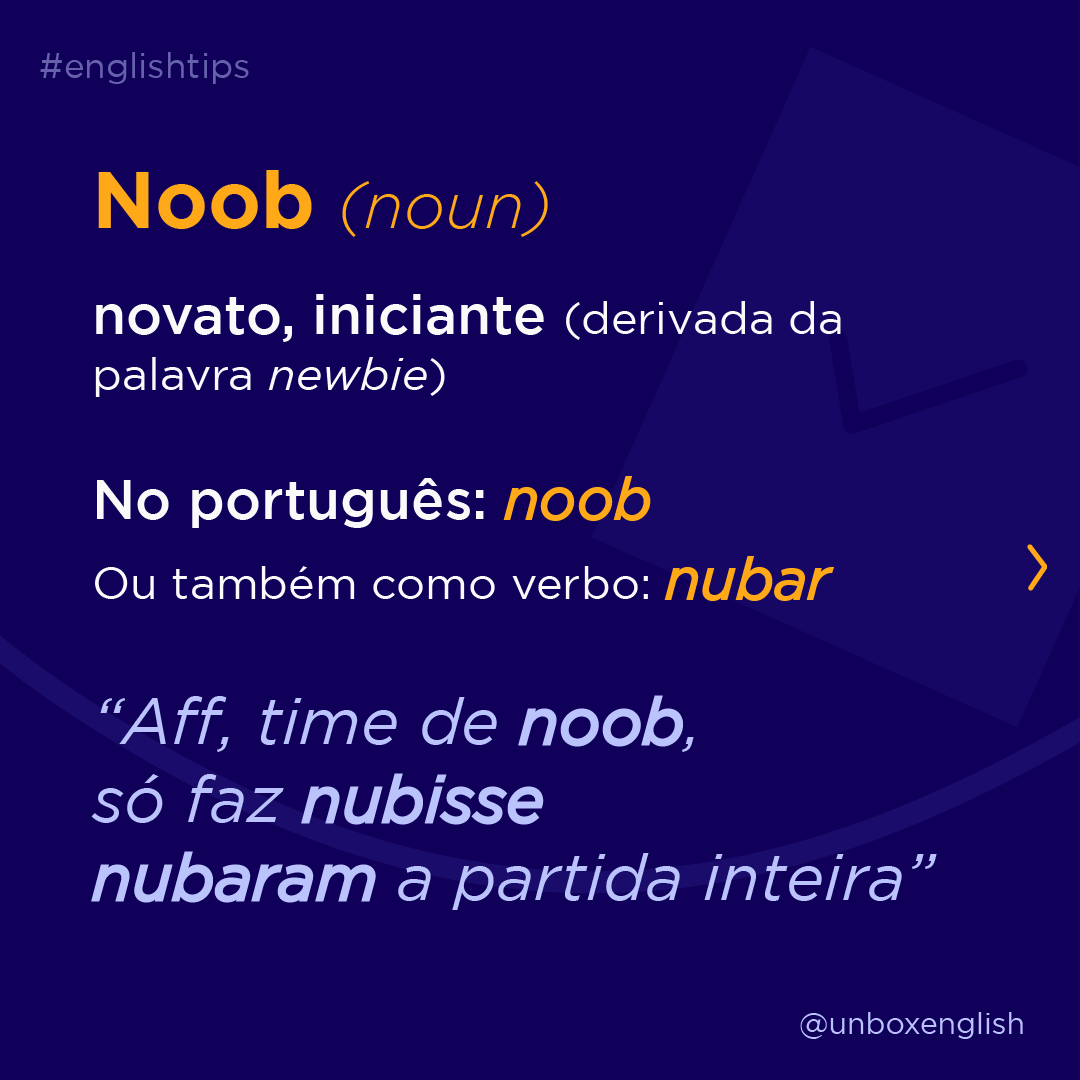 #englishtips
Noob (noun)
novato, iniciante (derivada da
palavra newbie)
No português: noob
Ou também como verbo: nubar
“Aff, time de noob,
só faz nubisse
nubaram a partida inteira”
@unboxenglish